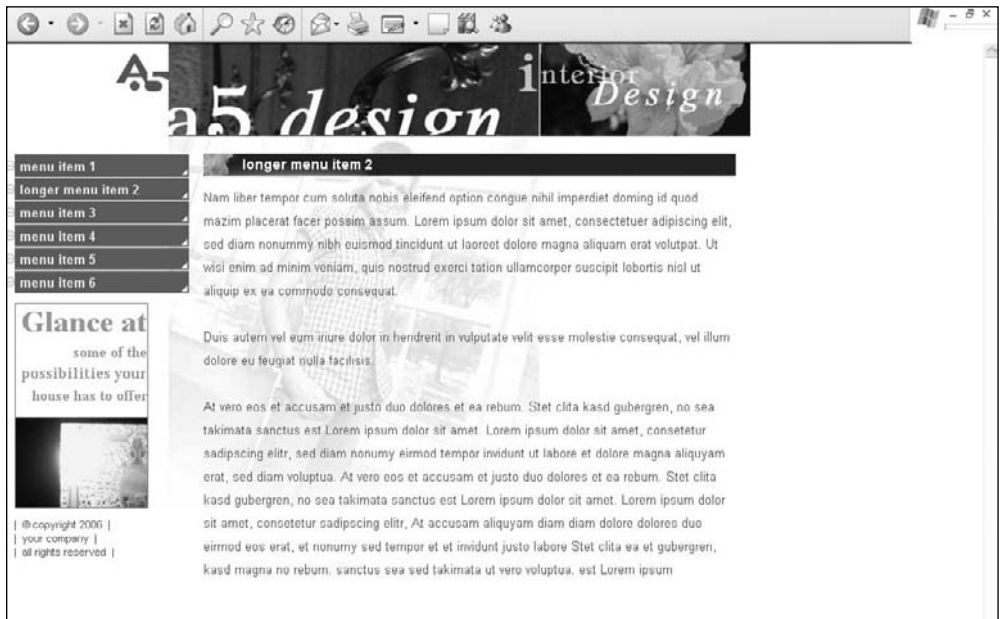 A.5
a5 design
interior
Design
menu item 1
longer menu item 2
menu item 3
menu item 4
menu item 5
menu item 6
Glance at
some of the
possibilities your
house has to offer
| © copyright 2006 |
| your company |
| all rights reserved |
longer menu item 2
Nam liber tempor cum soluta nobis eleifend option congue nihil imperdiet doming id quod
mazim placerat facer possim assum. Lorem ipsum dolor sit amet, consectetuer adipiscing elit,
sed diam nonummy nibh euismod tincidunt ut laoreet dolore magna aliquam erat volutpat. Ut
wisi enim ad minim veniam, quis nostrud exerci tation ullamcorper suscipit lobortis nisl ut
aliquip ex ea commodo consequat.
Duis autem vel eum iriure dolor in hendrerit in vulputate velit esse molestie consequat, vel illum
dolore eu feugiat nulla facilisis.
At vero eos et accusam et justo duo dolores et ea rebum. Stet clita kasd gubergren, no sea
takimata sanctus est Lorem ipsum dolor sit amet. Lorem ipsum dolor sit amet, consetetur
sadipscing elitr, sed diam nonumy eirmod tempor invidunt ut labore et dolore magna aliquyam
erat, sed diam voluptua. At vero eos et accusam et justo duo dolores et ea rebum. Stet clita
kasd gubergren, no sea takimata sanctus est Lorem ipsum dolor sit amet. Lorem ipsum dolor
sit amet, consetetur sadipscing elitr, At accusam aliquyam diam diam dolore dolores duo
eirmod eos erat, et nonumy sed tempor et et invidunt justo labore Stet clita ea et gubergren,
kasd magna no rebum. sanctus sea sed takimata ut vero voluptua. est Lorem ipsum